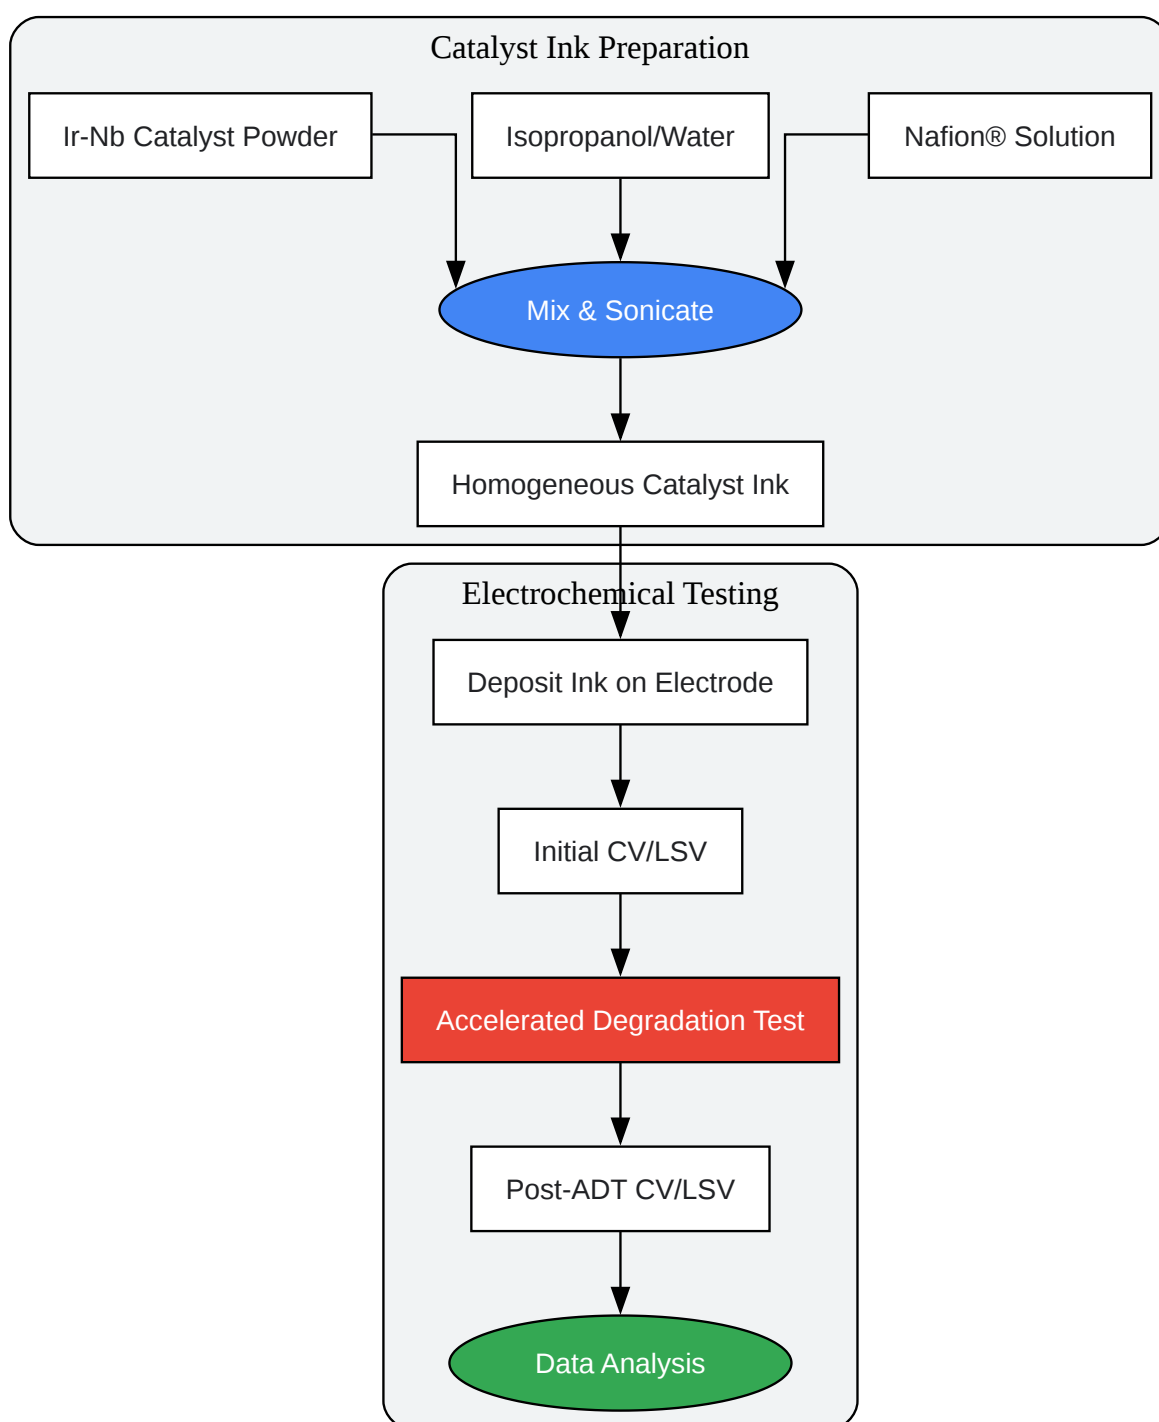 Catalyst Ink Preparation
Ir-Nb Catalyst Powder
Isopropanol/Water
Nafion® Solution
Mix & Sonicate
Homogeneous Catalyst Ink
Electrochemical Testing
Deposit Ink on Electrode
Initial CV/LSV
Accelerated Degradation Test
Post-ADT CV/LSV
Data Analysis